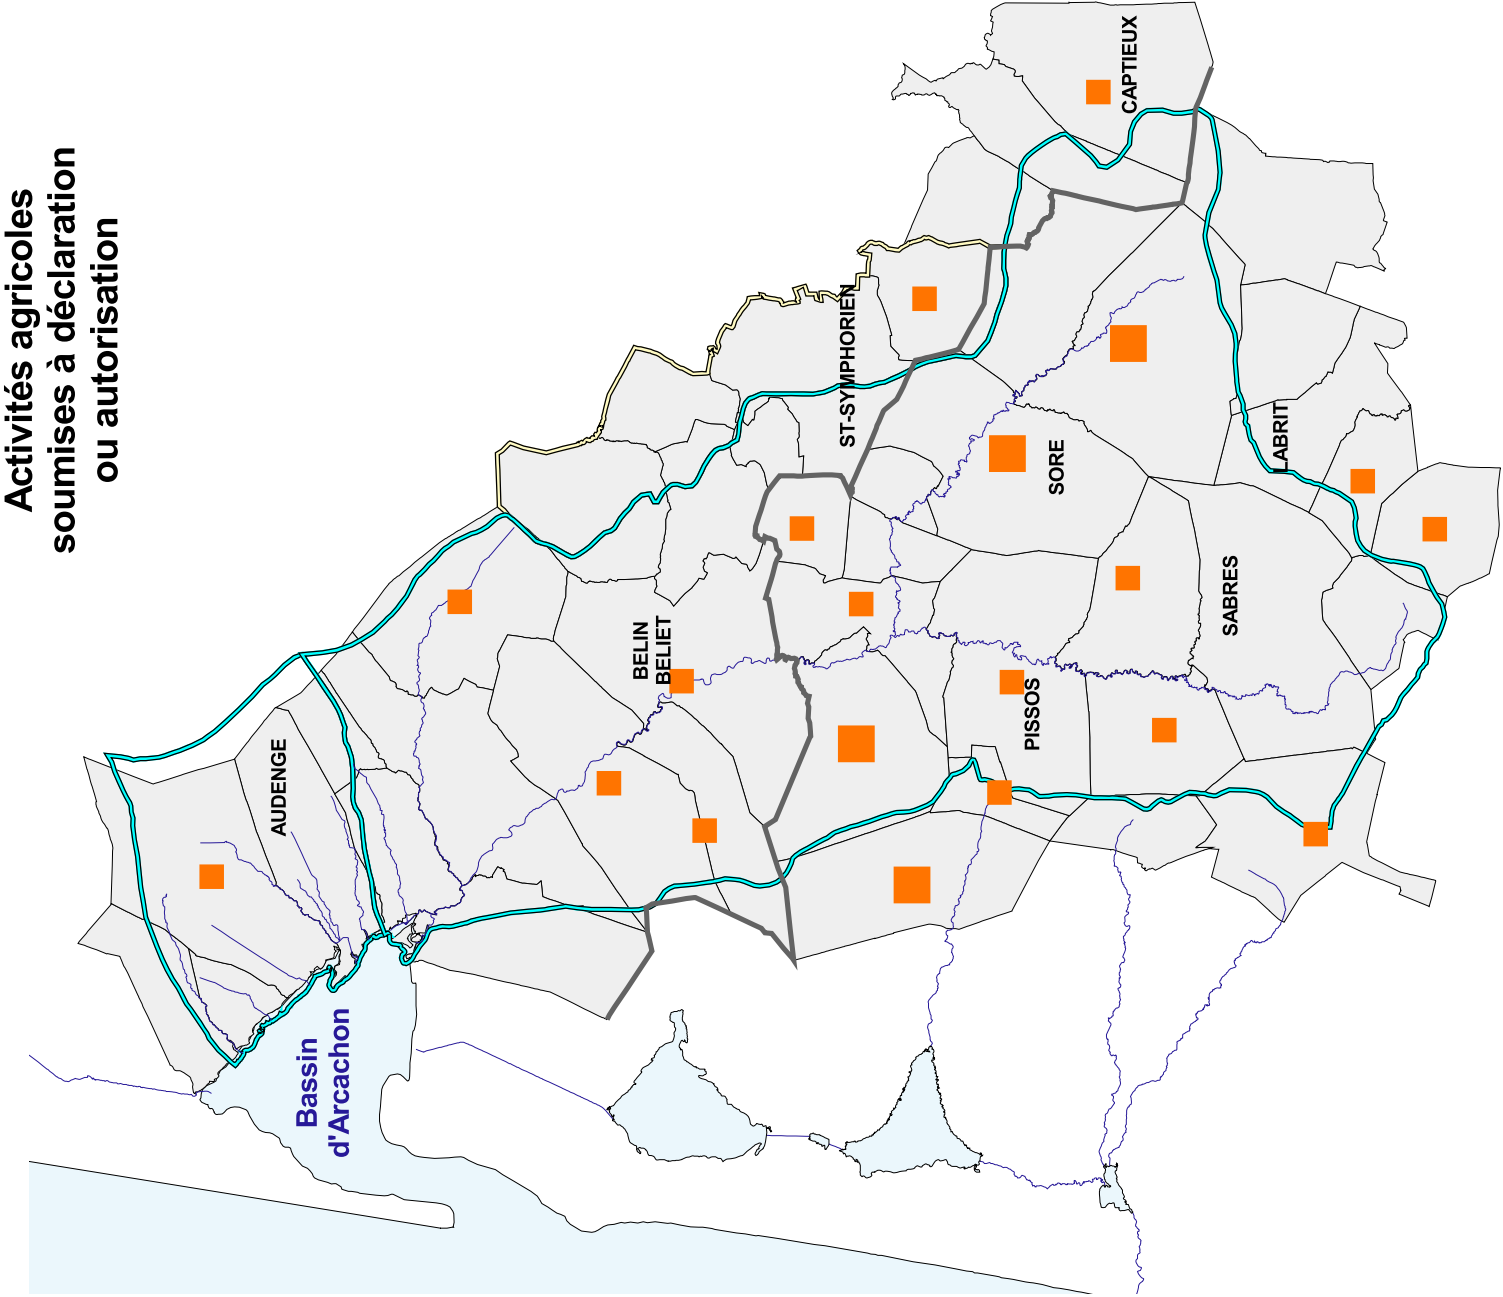 Activités agricoles
soumises à déclaration
ou autorisation
AUDENGE
Bassin
d'Arcachon
BELIN
BELIET
ST-SYMPHORIEN
CAPTIEUX
SORE
PISSOS
SABRES
LABRIT